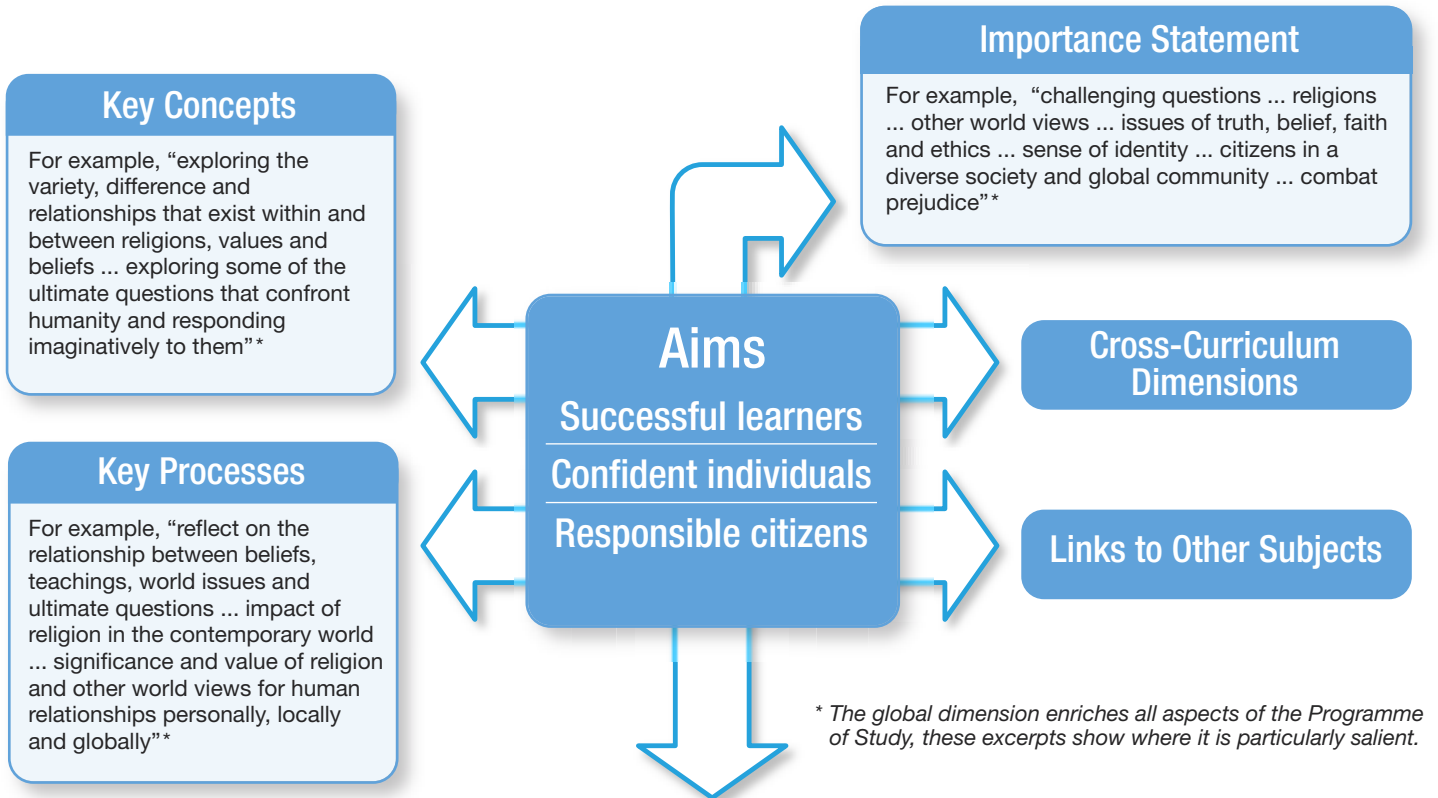 Importance Statement
For example,  “challenging questions ... religions
... other world views ... issues of truth, belief, faith
and ethics ... sense of identity ... citizens in a
diverse society and global community ... combat
prejudice”*
Key Concepts
For example, “exploring the
variety, difference and
relationships that exist within and
between religions, values and
beliefs ... exploring some of the
ultimate questions that confront
humanity and responding
imaginatively to them”*
Aims
Successful learners
Confident individuals
Responsible citizens
Cross-Curriculum
Dimensions
Key Processes
For example, “reflect on the
relationship between beliefs,
teachings, world issues and
ultimate questions ... impact of
religion in the contemporary world
... significance and value of religion
and other world views for human
relationships personally, locally
and globally”*
Links to Other Subjects
* The global dimension enriches all aspects of the Programme
of Study, these excerpts show where it is particularly salient.